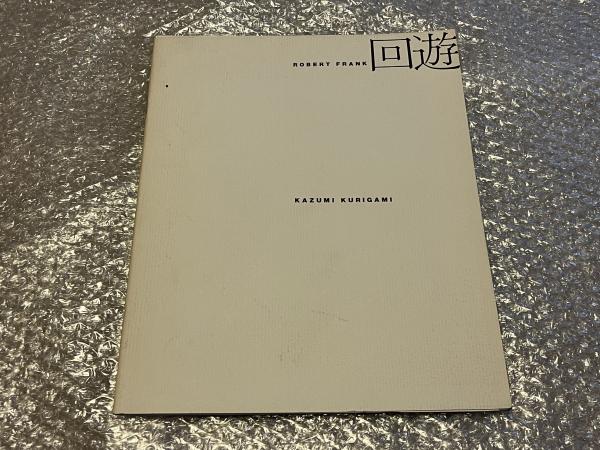 ROBERT FRANK 回遊
KAZUMI KURIGAMI